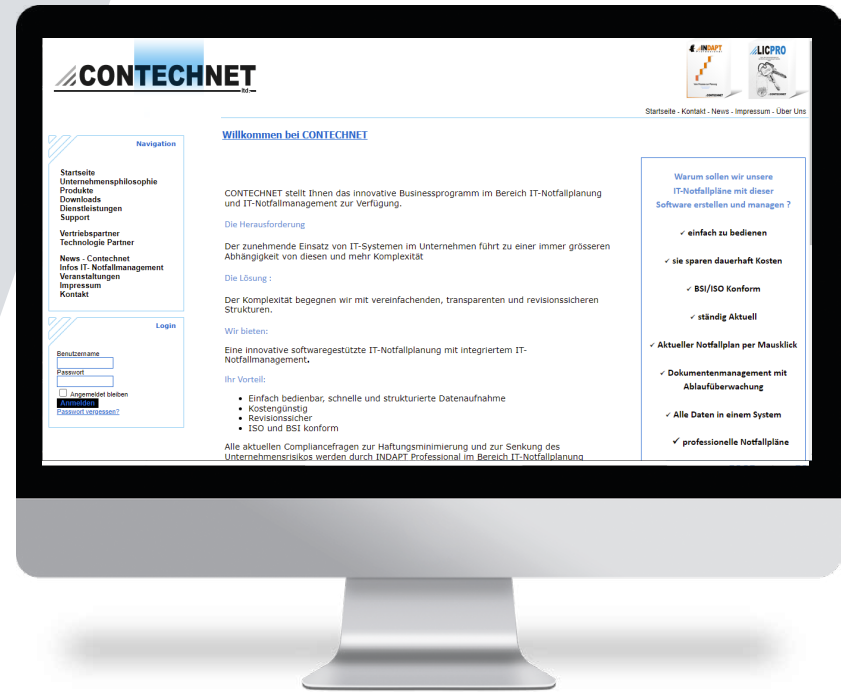 CONTECHNET
ltd.
INDAPT
LICPRO
CONTECHNET
CONTECHNET
Startseite - Kontakt - News - Impressum - Über Uns
Navigation
Startseite
Unternehmensphilosophie
Produkte
Downloads
Dienstleistungen
Support
Vertriebspartner
Technologie Partner
News - Contechnet
Infos IT- Notfallmanagement
Veranstaltungen
Impressum
Kontakt
Login
Benutzername
Passwort
Angemeldet bleiben
Anmelden
Passwort vergessen?
Willkommen bei CONTECHNET
CONTECHNET stellt Ihnen das innovative Businessprogramm im Bereich IT-Notfallplanung
und IT-Notfallmanagement zur Verfügung.
Die Herausforderung
Der zunehmende Einsatz von IT-Systemen im Unternehmen führt zu einer immer grösseren
Abhängigkeit von diesen und mehr Komplexität
Die Lösung :
Der Komplexität begegnen wir mit vereinfachenden, transparenten und revisionssicheren
Strukturen.
Wir bieten:
Eine innovative softwaregestützte IT-Notfallplanung mit integriertem IT-
Notfallmanagement.
Ihr Vorteil:
• Einfach bedienbar, schnelle und strukturierte Datenaufnahme
• Kostengünstig
• Revisionssicher
• ISO und BSI konform
Alle aktuellen Compliancefragen zur Haftungsminimierung und zur Senkung des
Unternehmensrisikos werden durch INDAPT Professional im Bereich IT-Notfallplanung
Warum sollen wir unsere
IT-Notfallpläne mit dieser
Software erstellen und managen ?
✓ einfach zu bedienen
✓ sie sparen dauerhaft Kosten
✓ BSI/ISO Konform
✓ ständig Aktuell
✓ Aktueller Notfallplan per Mausklick
✓ Dokumentenmanagement mit
Ablaufüberwachung
✓ Alle Daten in einem System
✓ professionelle Notfallpläne